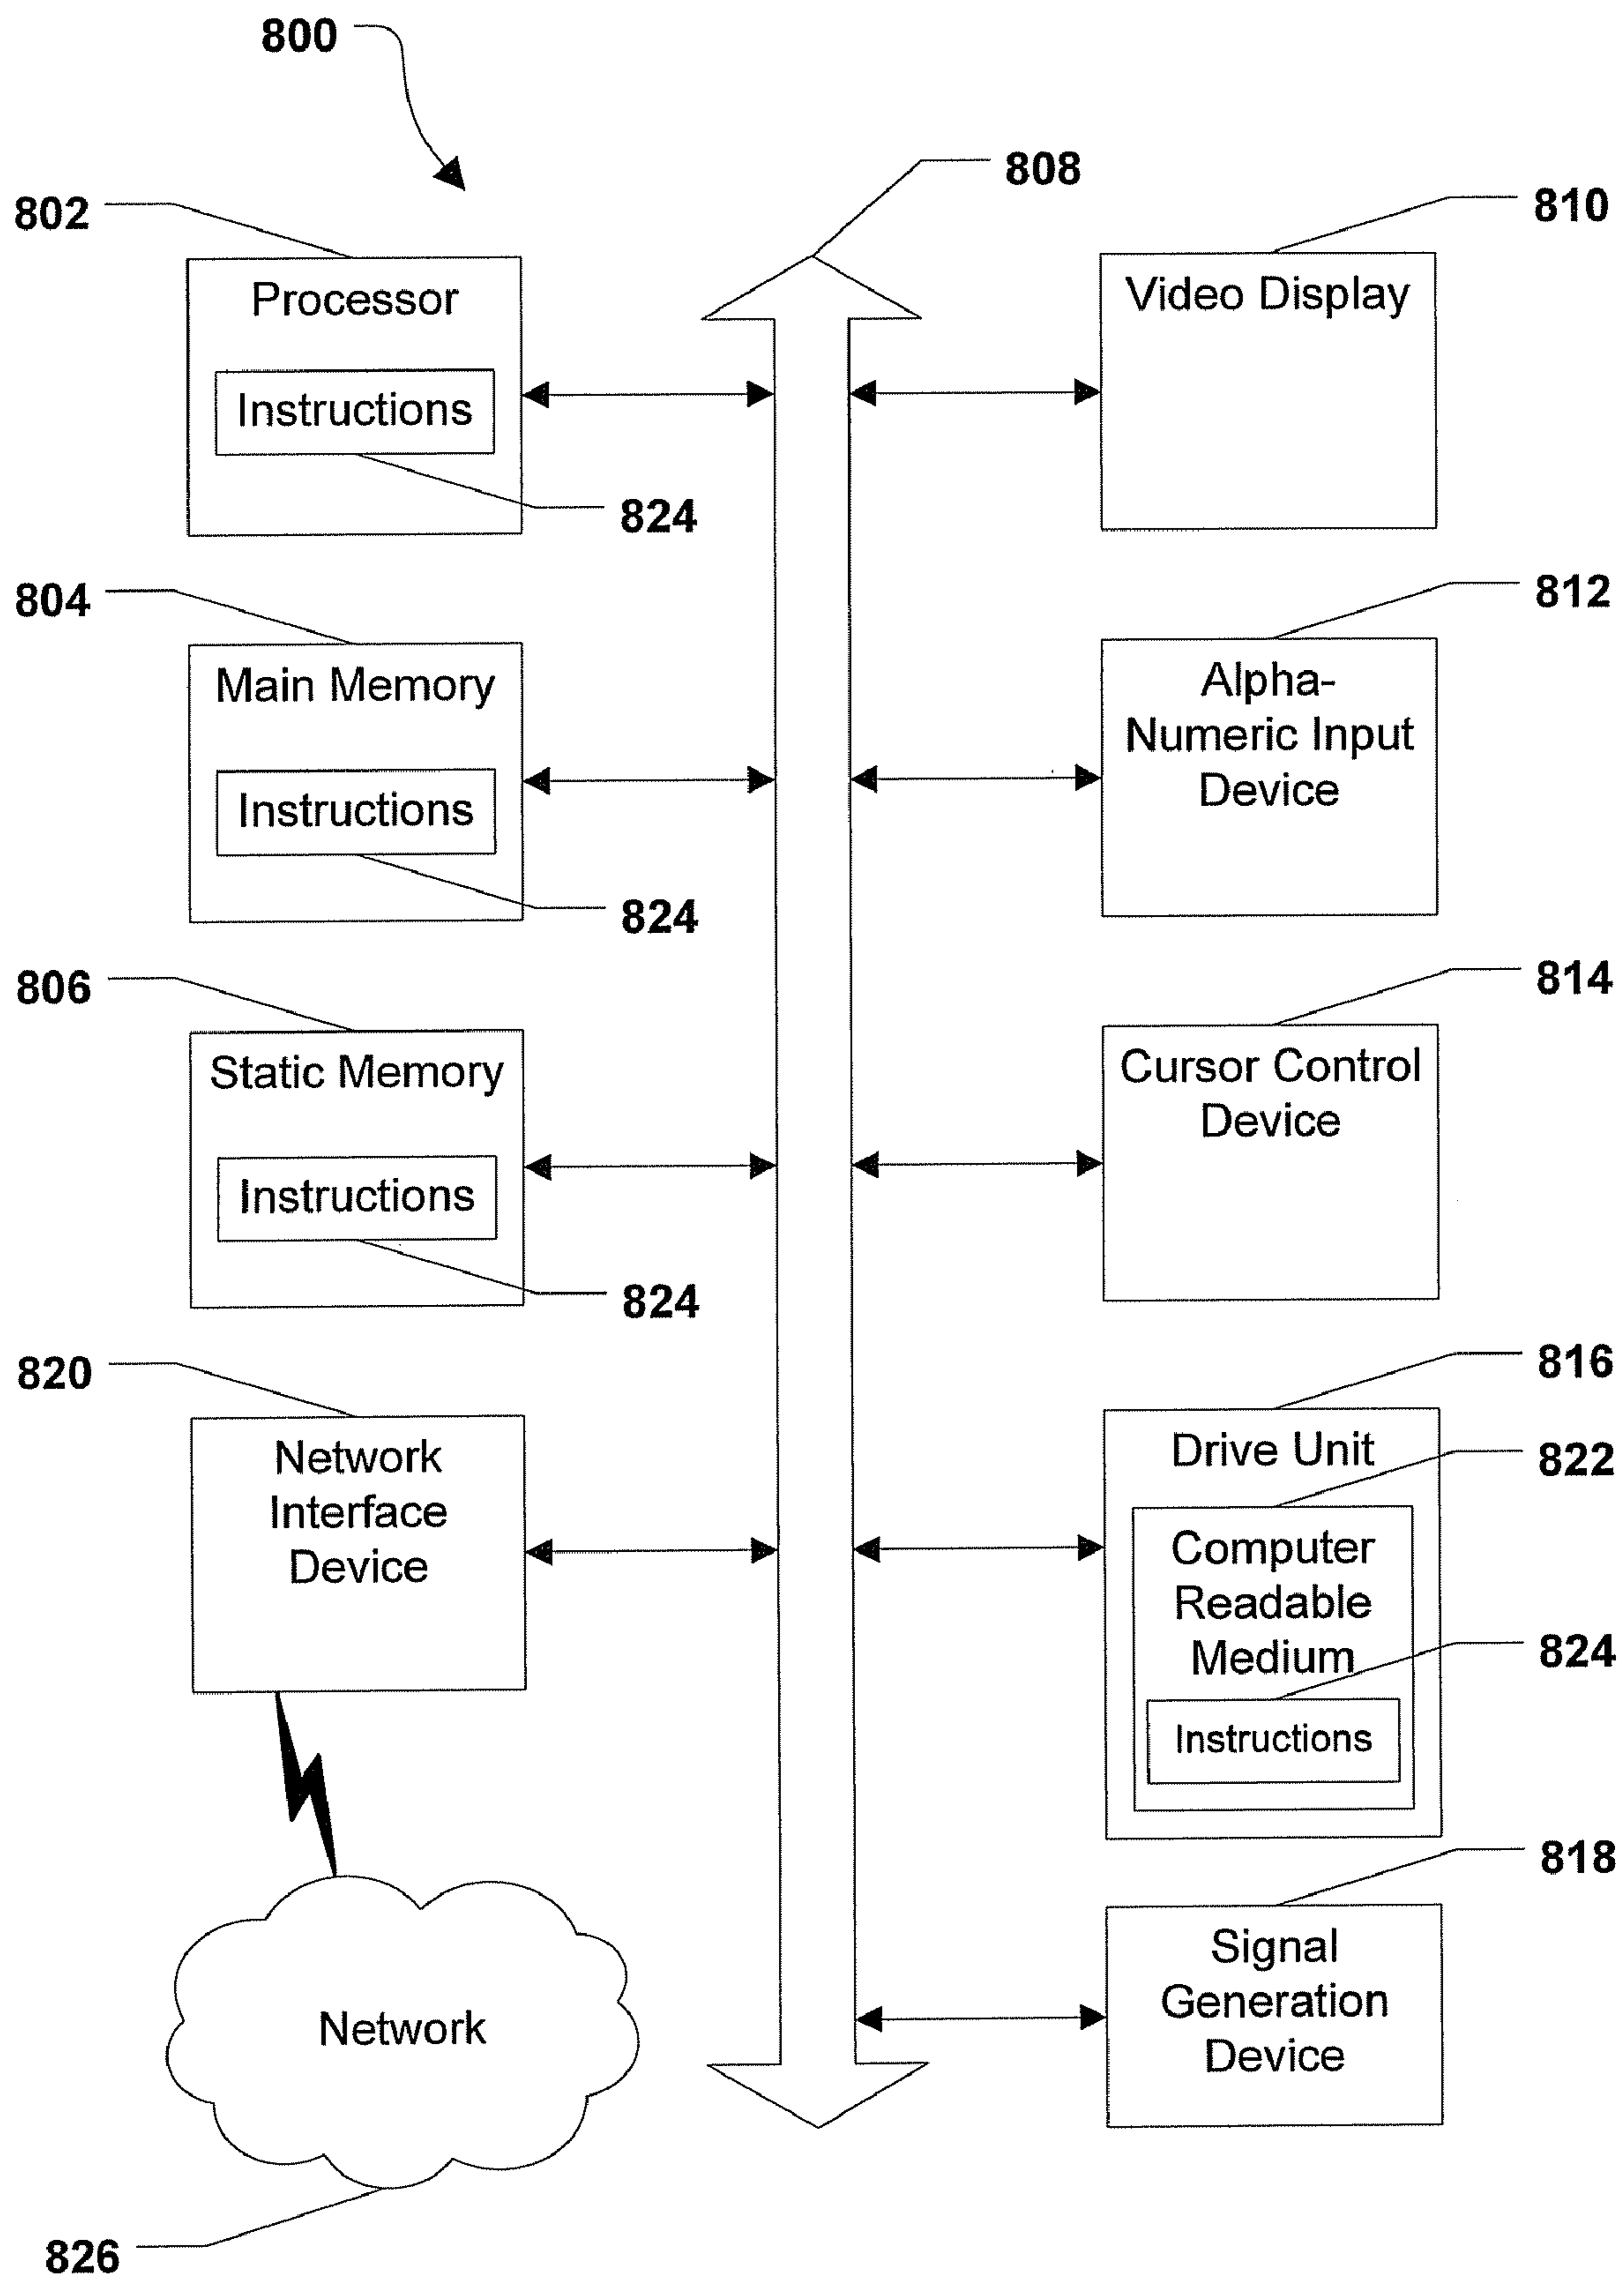 800
808
802
Processor
Instructions
824
810
Video Display
804
Main Memory
Instructions
824
812
Alpha-
Numeric Input
Device
806
Static Memory
Instructions
824
814
Cursor Control
Device
820
Network
Interface
Device
816
Drive Unit
822
Computer
Readable
Medium
824
Instructions
818
Signal
Generation
Device
Network
826